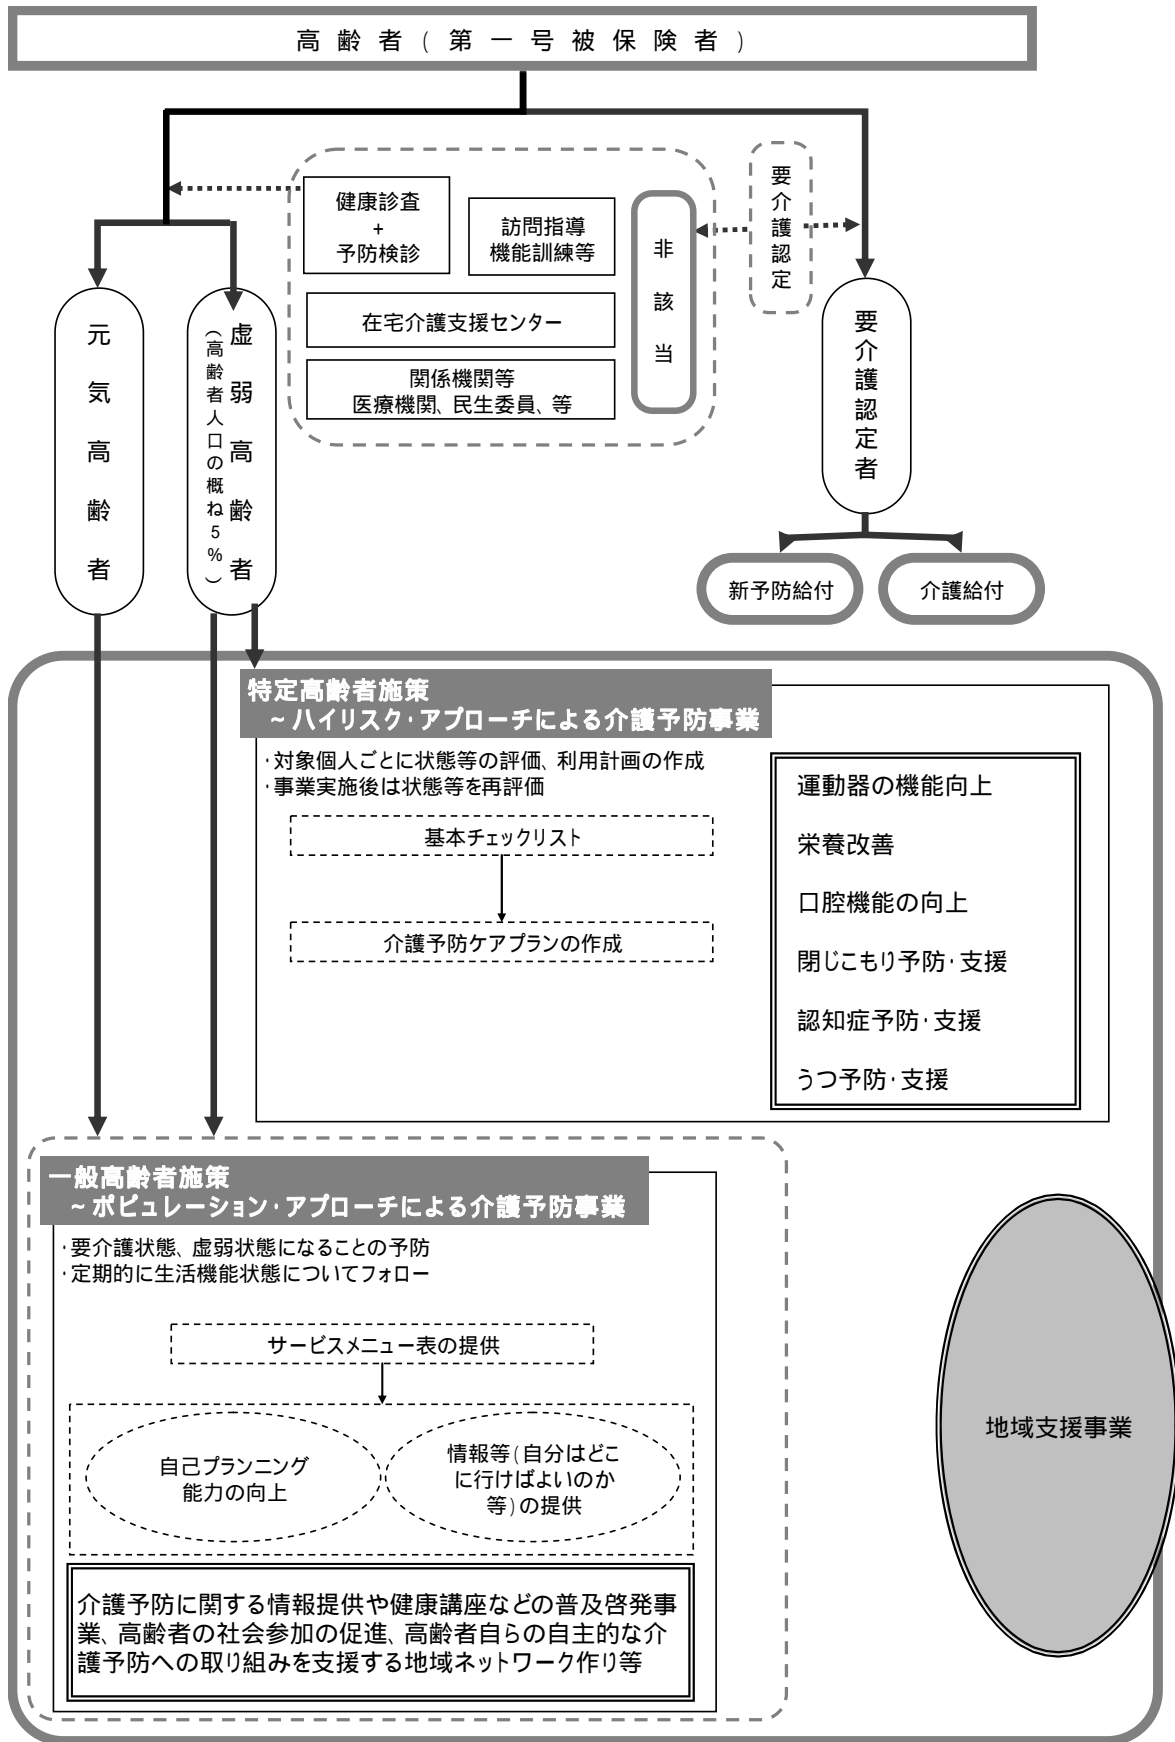 高齢者(第一号被保険者)
健康診査
+
予防検診
訪問指導
機能訓練等
在宅介護支援センター
関係機関等
医療機関、民生委員、等
非該当
要介護認定
元気高齢者
虚弱高齢者
(高齢者人口の概ね5%)
要介護認定者
新予防給付
介護給付
特定高齢者施策
~ハイリスク・アプローチによる介護予防事業
・対象個人ごとに状態等の評価、利用計画の作成
・事業実施後は状態等を再評価
基本チェックリスト
介護予防ケアプランの作成
運動器の機能向上
栄養改善
口腔機能の向上
閉じこもり予防・支援
認知症予防・支援
うつ予防・支援
一般高齢者施策
~ポピュレーション・アプローチによる介護予防事業
・要介護状態、虚弱状態になることの予防
・定期的に生活機能状態についてフォロー
サービスメニュー表の提供
自己プランニング
能力の向上
情報等(自分はどこ
に行けばよいのか
等)の提供
介護予防に関する情報提供や健康講座などの普及啓発事
業、高齢者の社会参加の促進、高齢者自らの自主的な介
護予防への取り組みを支援する地域ネットワーク作り等
地域支援事業